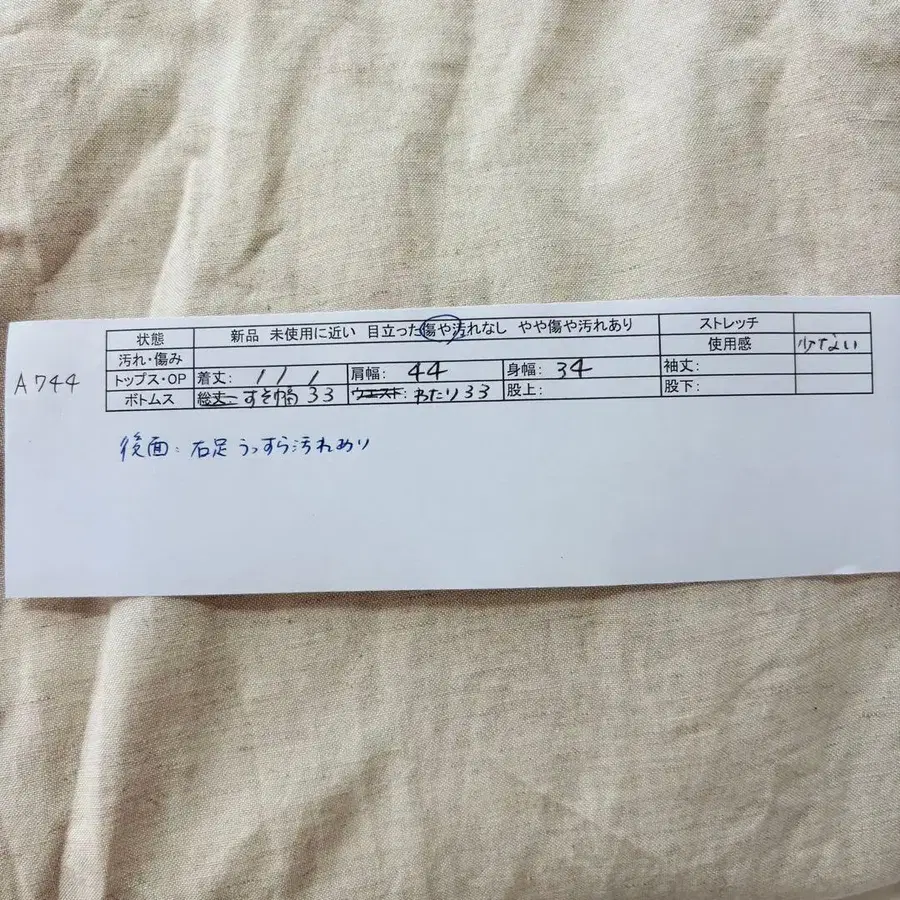 状態 新品 未使用に近い 目立った傷や汚れなし やや傷や汚れあり ストレッチ
汚れ・傷み 使用感 少ない
A744 トップス・OP 着丈: 111 肩幅: 44 身幅: 34 袖丈:
ボトムス 総丈: すそ幅 33 ウエスト: わたり 33 股上: 股下:
後面: 右足 うっすら汚れあり